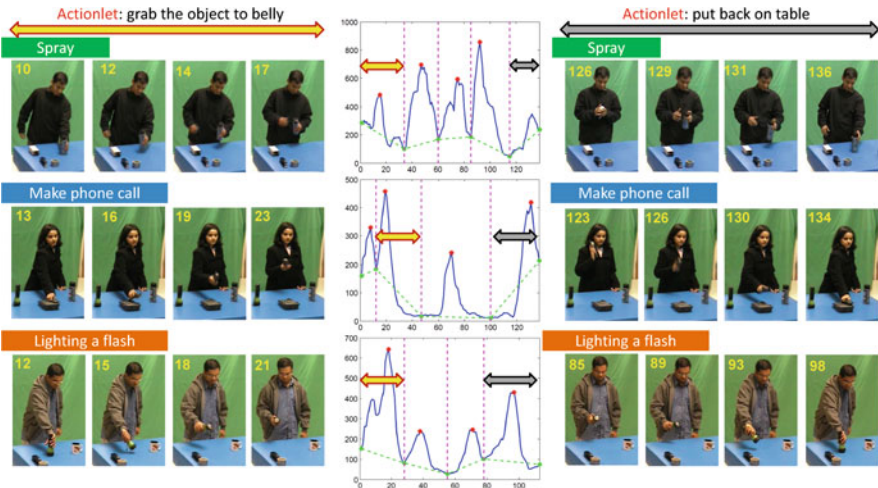 Actionlet: grab the object to belly
Actionlet: put back on table
Spray
10 12 14 17
1000
800
600
400
200
0
0 20 40 60 80 100 120
Spray
126 129 131 136
Make phone call
13 16 19 23
500
400
300
200
100
0
0 20 40 60 80 100 120
Make phone call
123 126 130 134
Lighting a flash
12 15 18 21
700
600
500
400
300
200
100
0
0 20 40 60 80 100
Lighting a flash
85 89 93 98